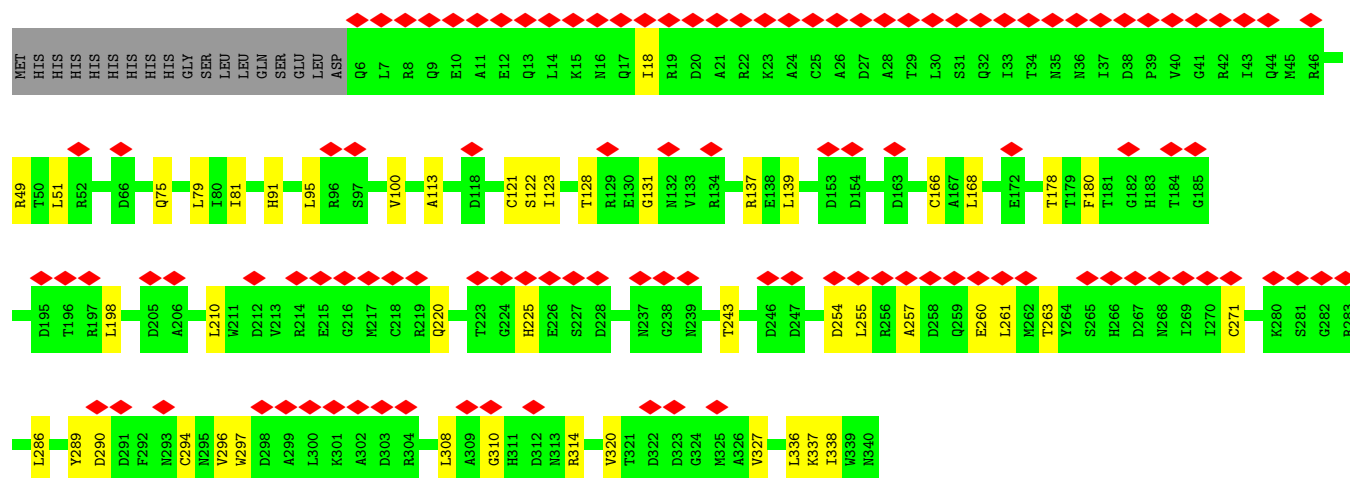 MET HIS HIS HIS HIS HIS HIS HIS HIS GLY SER LEU LEU GLN SER GLU LEU ASP Q6 L7 R8 Q9 E10 A11 E12 Q13 L14 K15 N16 Q17 I18 R19 D20 A21 R22 K23 A24 C25 A26 D27 A28 T29 L30 S31 Q32 I33 T34 N35 N36 I37 D38 P39 V40 G41 R42 I43 Q44 M45 R46
R49 T50 L51 R52 D66 Q75 L79 I80 I81 H91 L95 R96 S97 V100 A113 D118 C121 S122 I123 T128 R129 E130 G131 N132 V133 R134 R137 E138 L139 D153 D154 D163 C166 A167 L168 E172 T178 T179 F180 T181 G182 H183 T184 G185
D195 T196 R197 L198 D205 A206 L210 W211 D212 V213 R214 E215 G216 M217 C218 R219 Q220 T223 G224 H225 E226 S227 D228 N237 G238 N239 T243 D246 D247 D254 L255 R256 A257 D258 Q259 E260 L261 M262 T263 Y264 S265 H266 D267 N268 I269 I270 C271 K280 S281 G282 R283
L286 Y289 D290 D291 F292 N293 C294 N295 V296 W297 D298 A299 L300 K301 A302 D303 R304 L308 A309 G310 H311 D312 N313 R314 V320 T321 D322 D323 G324 M325 A326 V327 L336 K337 I338 W339 N340